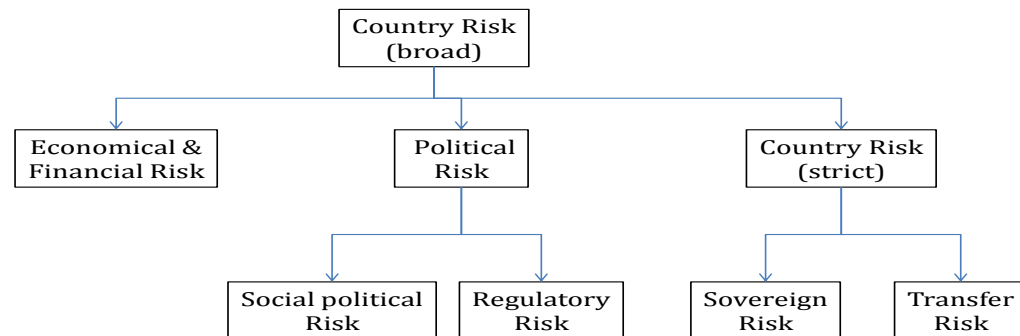 Country Risk
(broad)
Economical &
Financial Risk
Political
Risk
Country Risk
(strict)
Social political
Risk
Regulatory
Risk
Sovereign
Risk
Transfer
Risk